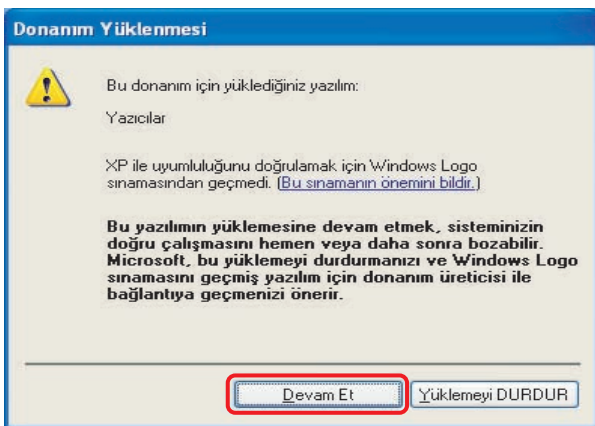 Donanım Yüklenmesi
Bu donanım için yüklediğiniz yazılım:
Yazıcılar
XP ile uyumluluğunu doğrulamak için Windows Logo
sınamasından geçmedi. (Bu sınamanın önemini bildir.)
Bu yazılımın yüklemesine devam etmek, sisteminizin
doğru çalışmasını hemen veya daha sonra bozabilir.
Microsoft, bu yüklemeyi durdurmanızı ve Windows Logo
sınamasını geçmiş yazılım için donanım üreticisi ile
bağlantıya geçmenizi önerir.
Devam Et
Yüklemeyi DURDUR